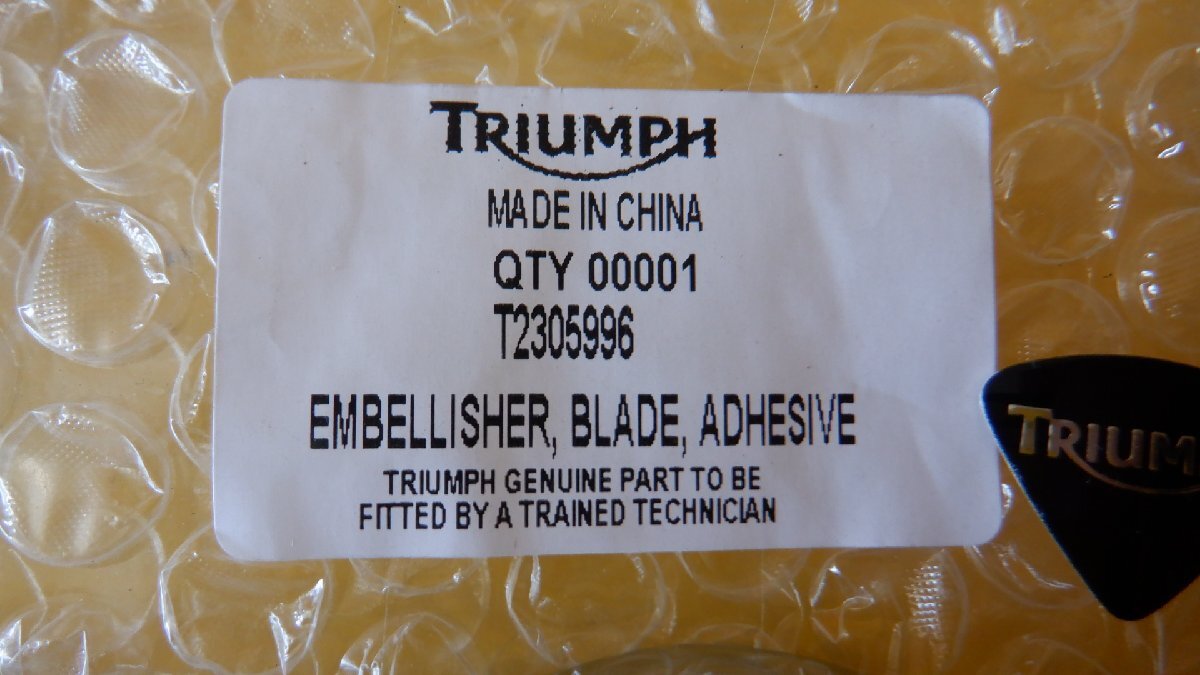 TRIUMPH
MADE IN CHINA
QTY 00001
T2305996
EMBELLISHER, BLADE, ADHESIVE
TRIUMPH GENUINE PART TO BE
FITTED BY A TRAINED TECHNICIAN
TRIUM